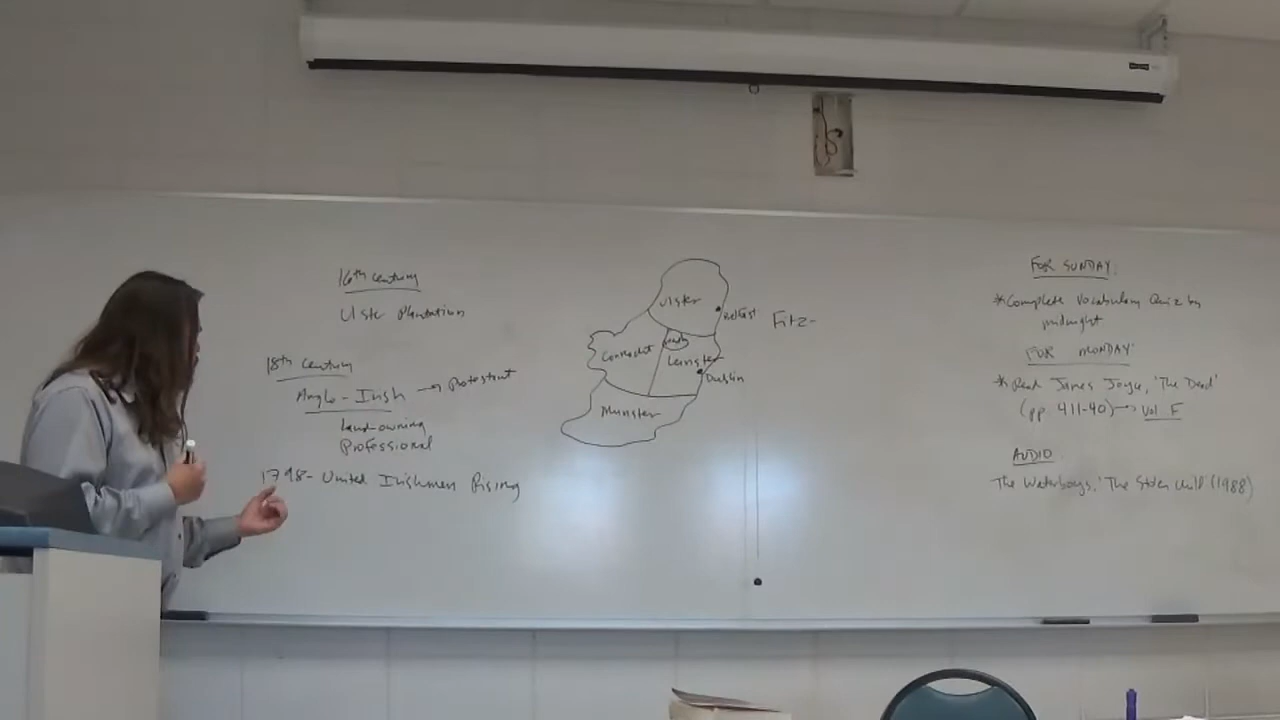 16th century
Ulster Plantation
18th century
Anglo-Irish → Protestant
land-owning
Professional
1798- United Irishmen Rising
Ulster
Belfast
Fitz-
Connacht
Leinster
Dublin
Munster
FOR SUNDAY:
*Complete Vocabulary Quiz by
midnight
FOR MONDAY:
*Read James Joyce, 'The Dead'
(pp. 411-40) → Vol F
AUDIO
The Waterboys, 'The Stolen Child' (1988)